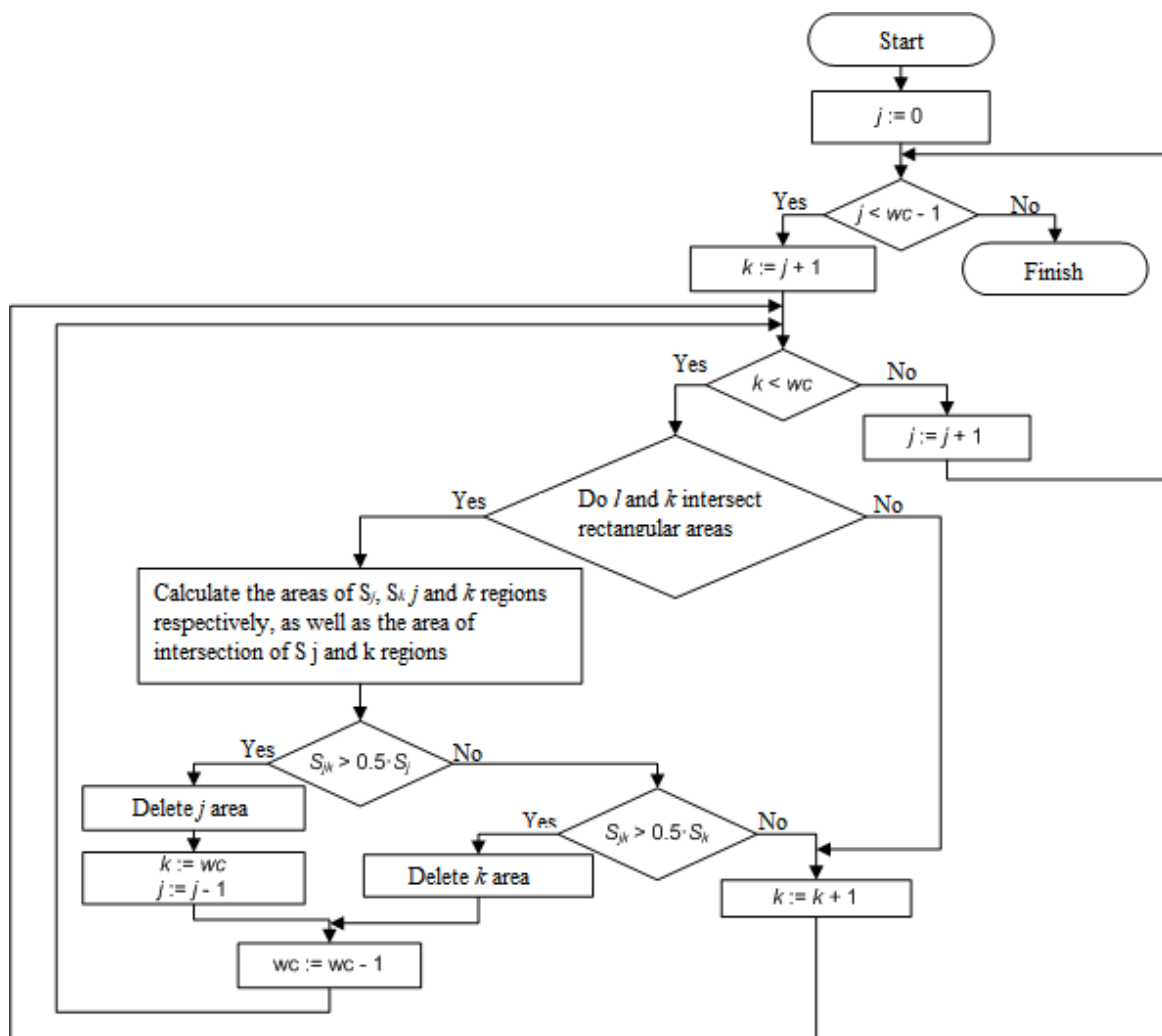 Start
j := 0
Yes
j < wc - 1
No
k := j + 1
Finish
Yes
k < wc
No
j := j + 1
Yes
Do l and k intersect
rectangular areas
No
Calculate the areas of Sj, Sk j and k regions
respectively, as well as the area of
intersection of S j and k regions
Yes
Sjk > 0.5· Sj
No
Delete j area
Yes
Sjk > 0.5· Sk
No
k := wc
j := j - 1
Delete k area
k := k + 1
wc := wc - 1